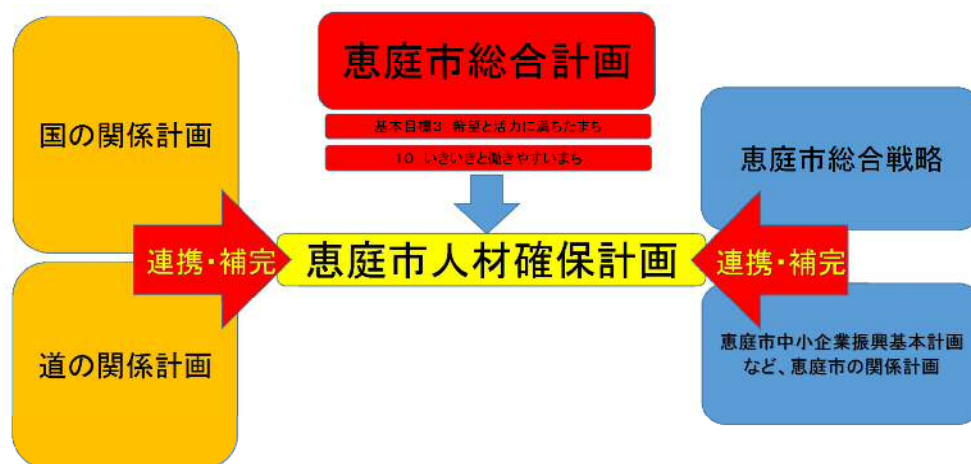 恵庭市総合計画
基本目標3 希望と活力に満ちたまち
10 いきいきと働きやすいまち
国の関係計画
恵庭市総合戦略
連携・補完
恵庭市人材確保計画
連携・補完
道の関係計画
恵庭市中小企業振興基本計画
など、恵庭市の関係計画